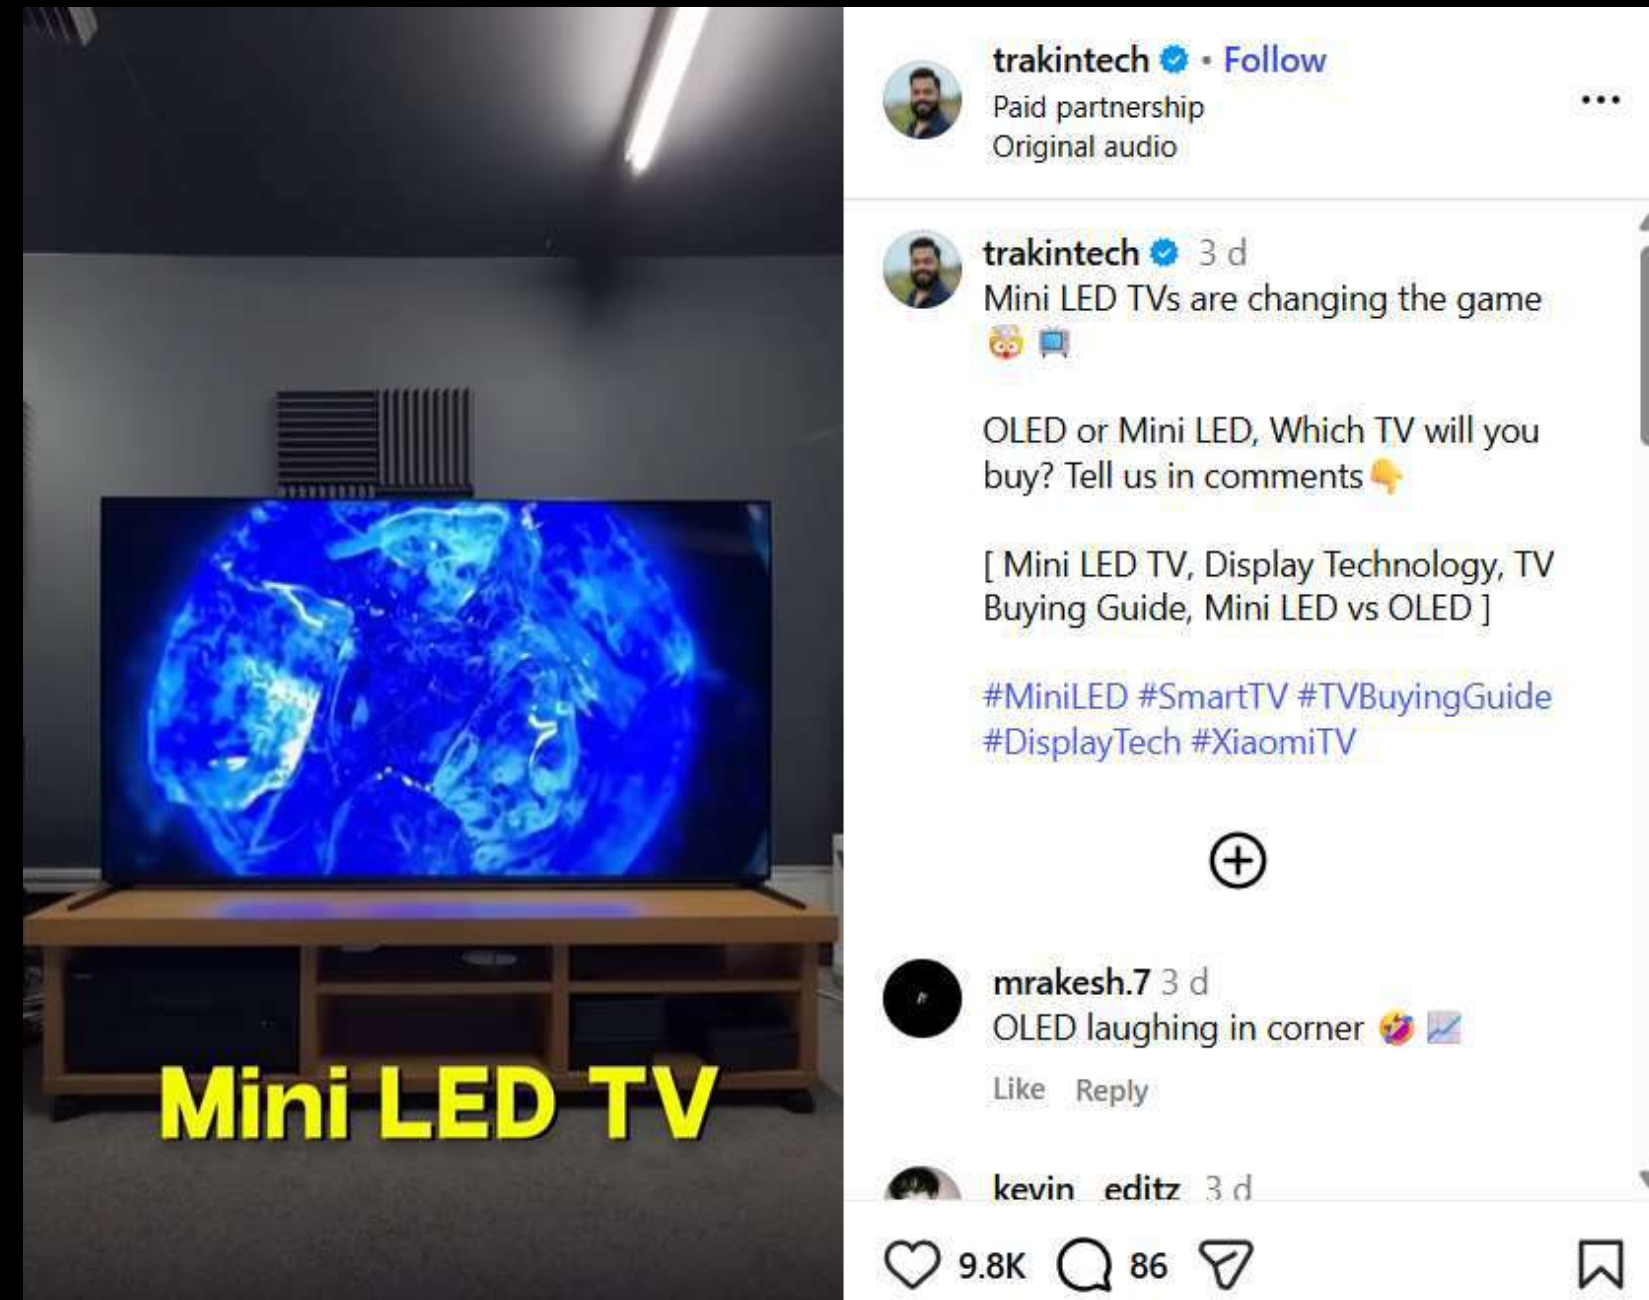 Mini LED TV
trakintech • Follow
Paid partnership
Original audio
trakintech 3 d
Mini LED TVs are changing the game
🤯 📺
OLED or Mini LED, Which TV will you
buy? Tell us in comments👇
[ Mini LED TV, Display Technology, TV
Buying Guide, Mini LED vs OLED ]
#MiniLED #SmartTV #TVBuyingGuide
#DisplayTech #XiaomiTV
mrakesh.7 3 d
OLED laughing in corner 🤣 📈
Like Reply
kevin_editz 3 d
9.8K 86